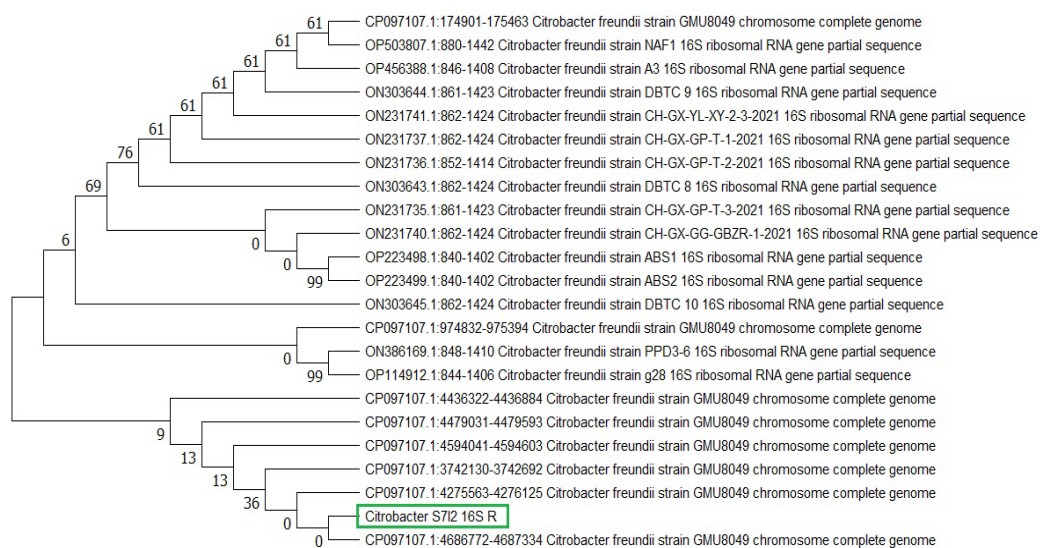 61 CP097107.1:174901-175463 Citrobacter freundii strain GMU8049 chromosome complete genome
61 OP503807.1:880-1442 Citrobacter freundii strain NAF1 16S ribosomal RNA gene partial sequence
61 OP456388.1:846-1408 Citrobacter freundii strain A3 16S ribosomal RNA gene partial sequence
61 ON303644.1:861-1423 Citrobacter freundii strain DBTC 9 16S ribosomal RNA gene partial sequence
61 ON231741.1:862-1424 Citrobacter freundii strain CH-GX-YL-XY-2-3-2021 16S ribosomal RNA gene partial sequence
61 ON231737.1:862-1424 Citrobacter freundii strain CH-GX-GP-T-1-2021 16S ribosomal RNA gene partial sequence
76 ON231736.1:852-1414 Citrobacter freundii strain CH-GX-GP-T-2-2021 16S ribosomal RNA gene partial sequence
69 ON303643.1:862-1424 Citrobacter freundii strain DBTC 8 16S ribosomal RNA gene partial sequence
ON231735.1:861-1423 Citrobacter freundii strain CH-GX-GP-T-3-2021 16S ribosomal RNA gene partial sequence
6 0 ON231740.1:862-1424 Citrobacter freundii strain CH-GX-GG-GBZR-1-2021 16S ribosomal RNA gene partial sequence
0 OP223498.1:840-1402 Citrobacter freundii strain ABS1 16S ribosomal RNA gene partial sequence
99 OP223499.1:840-1402 Citrobacter freundii strain ABS2 16S ribosomal RNA gene partial sequence
ON303645.1:862-1424 Citrobacter freundii strain DBTC 10 16S ribosomal RNA gene partial sequence
CP097107.1:974832-975394 Citrobacter freundii strain GMU8049 chromosome complete genome
0 ON386169.1:848-1410 Citrobacter freundii strain PPD3-6 16S ribosomal RNA gene partial sequence
99 OP114912.1:844-1406 Citrobacter freundii strain g28 16S ribosomal RNA gene partial sequence
CP097107.1:4436322-4436884 Citrobacter freundii strain GMU8049 chromosome complete genome
9 CP097107.1:4479031-4479593 Citrobacter freundii strain GMU8049 chromosome complete genome
13 CP097107.1:4594041-4594603 Citrobacter freundii strain GMU8049 chromosome complete genome
13 CP097107.1:3742130-3742692 Citrobacter freundii strain GMU8049 chromosome complete genome
36 CP097107.1:4275563-4276125 Citrobacter freundii strain GMU8049 chromosome complete genome
0 Citrobacter S7I2 16S R
0 CP097107.1:4686772-4687334 Citrobacter freundii strain GMU8049 chromosome complete genome